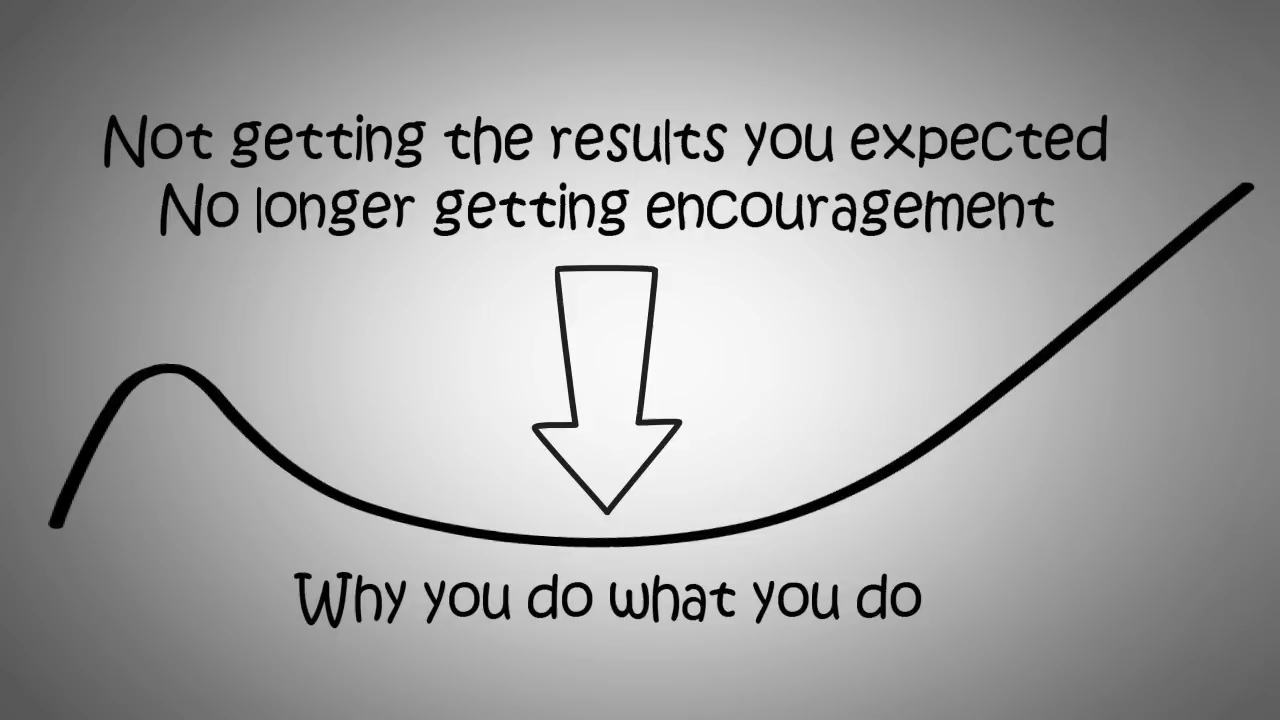 Not getting the results you expected
No longer getting encouragement
Why you do what you do